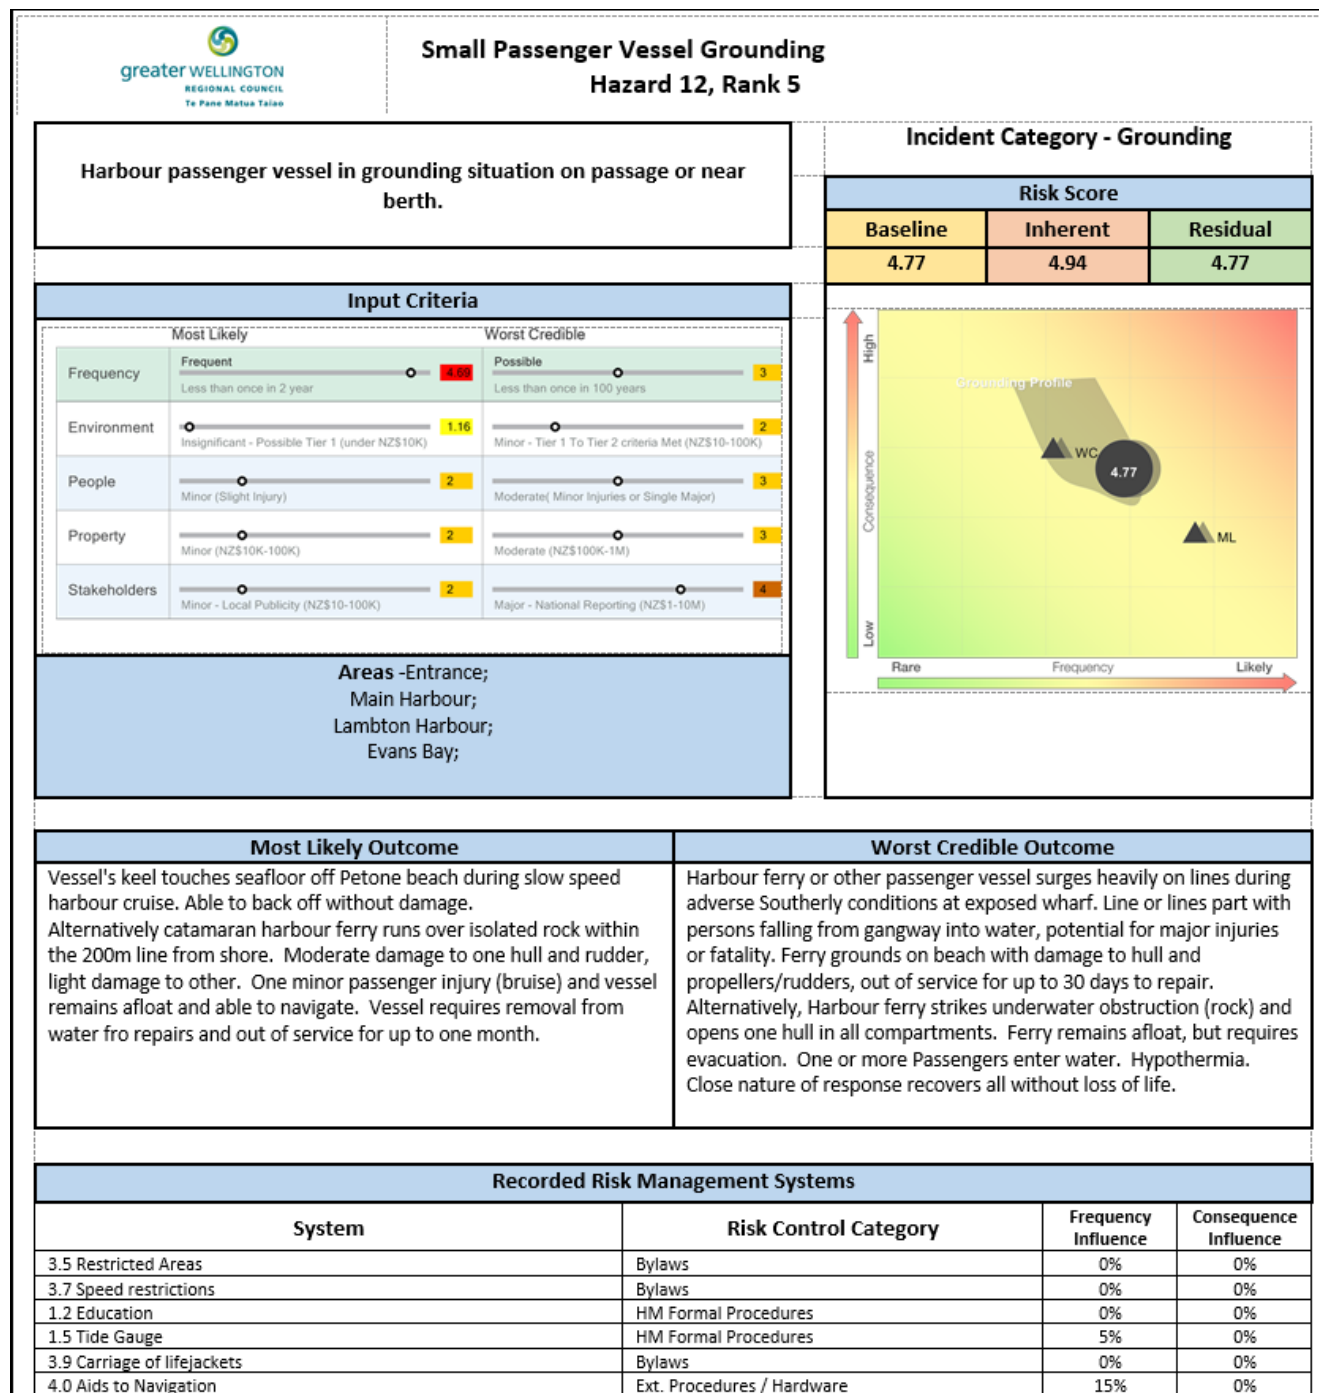 greater WELLINGTON
REGIONAL COUNCIL
Te Pane Matua Taiao
Small Passenger Vessel Grounding
Hazard 12, Rank 5
Harbour passenger vessel in grounding situation on passage or near
berth.
Incident Category - Grounding
Risk Score
Baseline Inherent Residual
4.77 4.94 4.77
Input Criteria
Most Likely Worst Credible
Frequency Frequent Less than once in 2 year 4.69 Possible Less than once in 100 years 3
Environment Insignificant - Possible Tier 1 (under NZ$10K) 1.16 Minor - Tier 1 To Tier 2 criteria Met (NZ$10-100K) 2
People Minor (Slight Injury) 2 Moderate( Minor Injuries or Single Major) 3
Property Minor (NZ$10K-100K) 2 Moderate (NZ$100K-1M) 3
Stakeholders Minor - Local Publicity (NZ$10-100K) 2 Major - National Reporting (NZ$1-10M) 4
Areas -Entrance;
Main Harbour;
Lambton Harbour;
Evans Bay;
High
Consequence
Low
Grounding Profile
WC
4.77
ML
Rare Frequency Likely
Most Likely Outcome
Vessel's keel touches seafloor off Petone beach during slow speed
harbour cruise. Able to back off without damage.
Alternatively catamaran harbour ferry runs over isolated rock within
the 200m line from shore. Moderate damage to one hull and rudder,
light damage to other. One minor passenger injury (bruise) and vessel
remains afloat and able to navigate. Vessel requires removal from
water fro repairs and out of service for up to one month.
Worst Credible Outcome
Harbour ferry or other passenger vessel surges heavily on lines during
adverse Southerly conditions at exposed wharf. Line or lines part with
persons falling from gangway into water, potential for major injuries
or fatality. Ferry grounds on beach with damage to hull and
propellers/rudders, out of service for up to 30 days to repair.
Alternatively, Harbour ferry strikes underwater obstruction (rock) and
opens one hull in all compartments. Ferry remains afloat, but requires
evacuation. One or more Passengers enter water. Hypothermia.
Close nature of response recovers all without loss of life.
Recorded Risk Management Systems
System Risk Control Category Frequency Influence Consequence Influence
3.5 Restricted Areas Bylaws 0% 0%
3.7 Speed restrictions Bylaws 0% 0%
1.2 Education HM Formal Procedures 0% 0%
1.5 Tide Gauge HM Formal Procedures 5% 0%
3.9 Carriage of lifejackets Bylaws 0% 0%
4.0 Aids to Navigation Ext. Procedures / Hardware 15% 0%